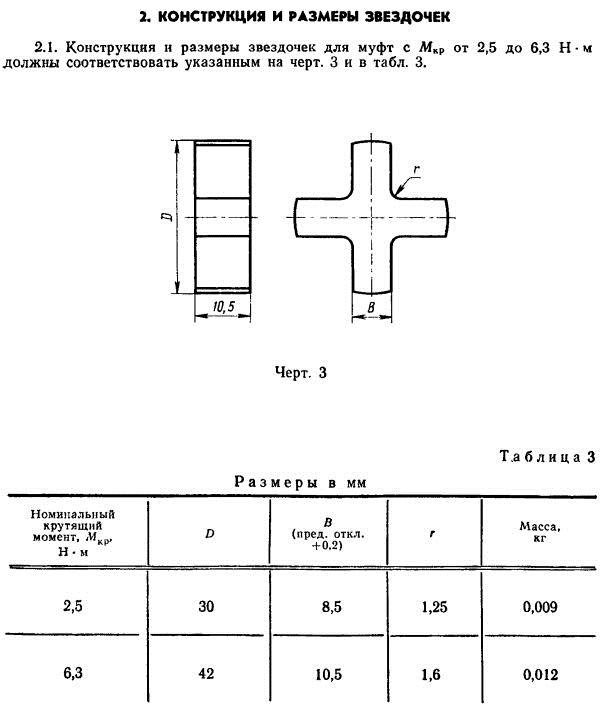 2. КОНСТРУКЦИЯ И РАЗМЕРЫ ЗВЕЗДОЧЕК
2.1. Конструкция и размеры звездочек для муфт с Мкр от 2,5 до 6,3 Н·м
должны соответствовать указанным на черт. 3 и в табл. 3.
r
D
10,5
B
Черт. 3
Таблица 3
Размеры в мм
Номинальный
крутящий
момент, Мкр,
Н·м
D
B
(пред. откл.
+0,2)
r
Масса,
кг
2,5 30 8,5 1,25 0,009
6,3 42 10,5 1,6 0,012